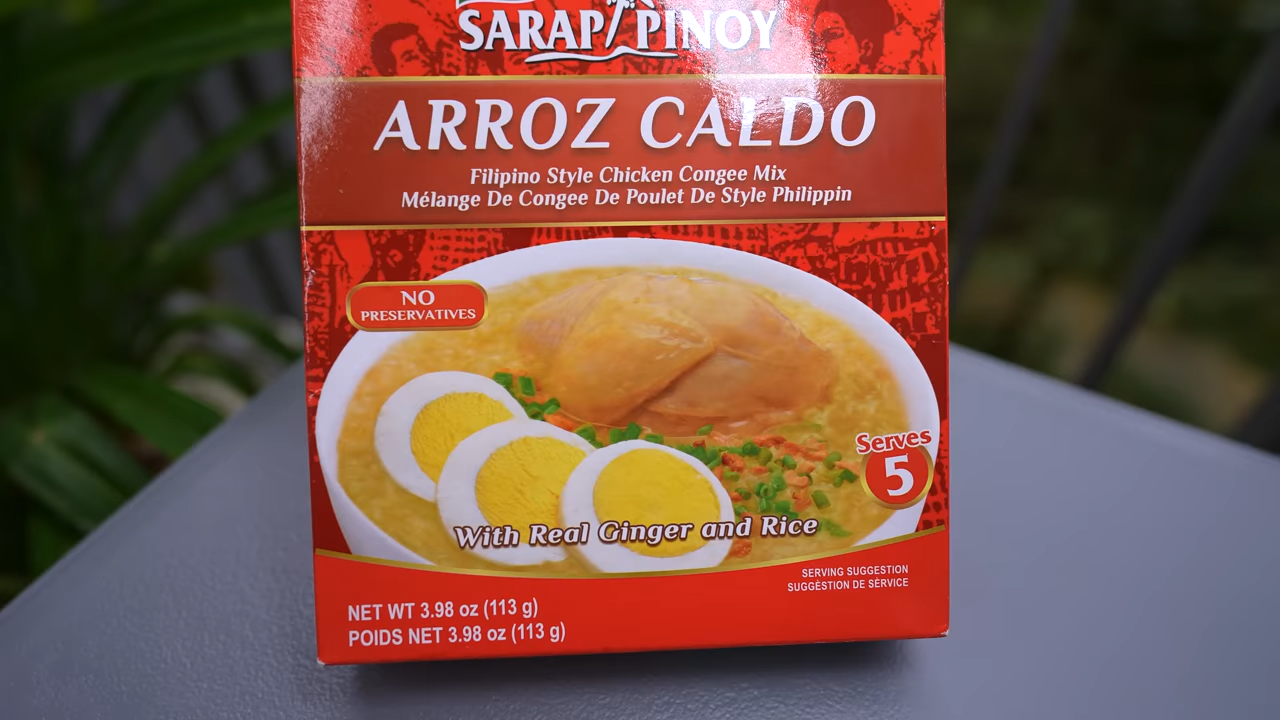 SARAP PINOY
ARROZ CALDO
Filipino Style Chicken Congee Mix
Mélange De Congee De Poulet De Style Philippin
NO
PRESERVATIVES
Serves
5
With Real Ginger and Rice
SERVING SUGGESTION
SUGGÉSTION DE SÉRVICE
NET WT 3.98 oz (113 g)
POIDS NET 3.98 oz (113 g)